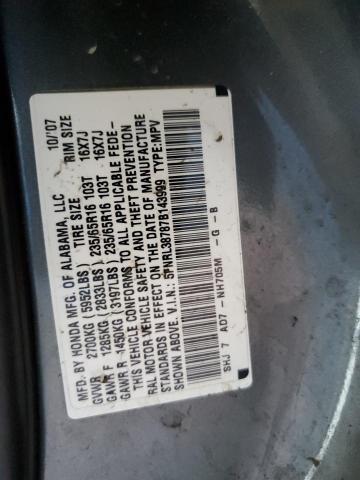 MFD. BY HONDA MFG. OF ALABAMA, LLC 10/'07
GVWR 2700KG (5952LBS) TIRE SIZE RIM SIZE
GAWR F 1285KG (2833LBS) 235/65R16 103T 16X7J
GAWR R 1450KG (3197LBS) 235/65R16 103T 16X7J
THIS VEHICLE CONFORMS TO ALL APPLICABLE FEDE-
RAL MOTOR VEHICLE SAFETY AND THEFT PREVENTION
STANDARDS IN EFFECT ON THE DATE OF MANUFACTURE
SHOWN ABOVE. V.I.N.: 5FNRL38787B143999 TYPE:MPV
SHJ 7 AD7 -NH705M -G -B